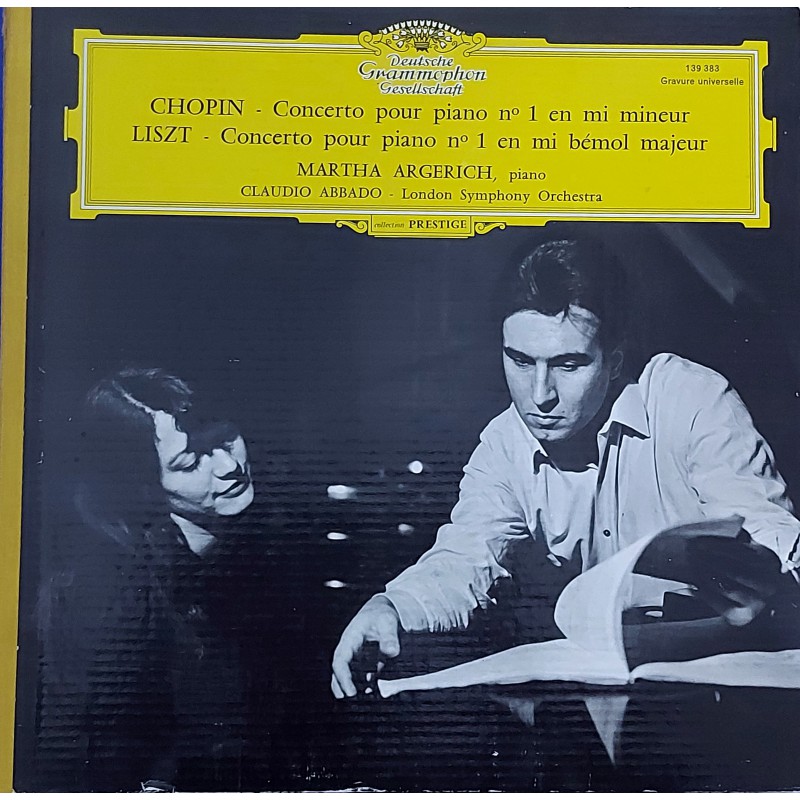 Deutsche
Grammophon
Gesellschaft
139 383
Gravure universelle
CHOPIN - Concerto pour piano nº 1 en mi mineur
LISZT - Concerto pour piano nº 1 en mi bémol majeur
MARTHA ARGERICH, piano
CLAUDIO ABBADO - London Symphony Orchestra
collection PRESTIGE